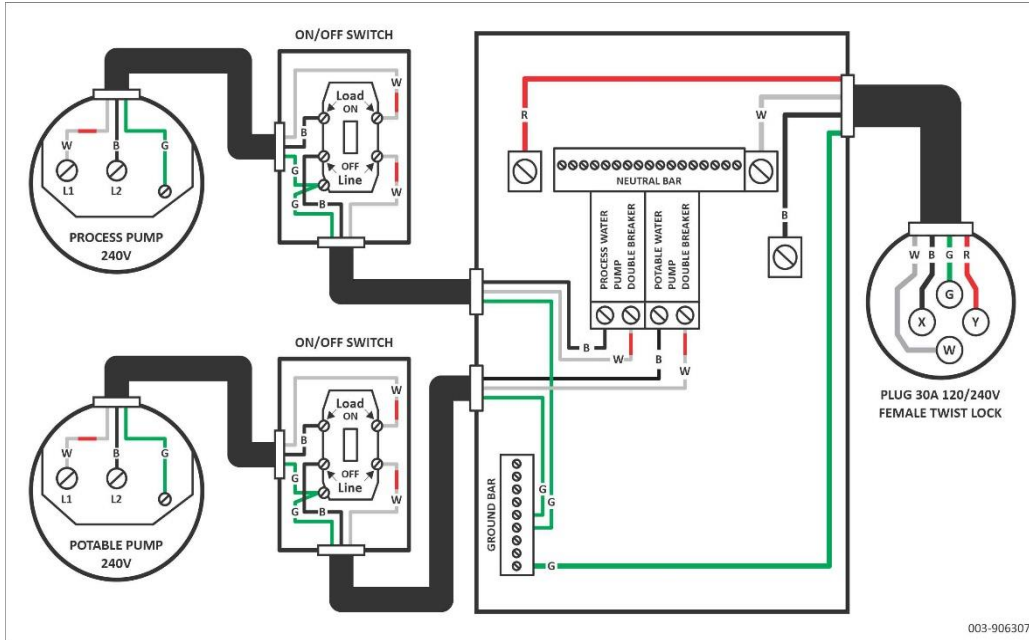 ON/OFF SWITCH
W
Load
ON
B
OFF
Line
W
G
G
B
W
B
G
L1
L2
PROCESS PUMP
240V
ON/OFF SWITCH
W
Load
ON
B
OFF
Line
W
G
G
B
W
B
G
L1
L2
POTABLE PUMP
240V
R
W
B
NEUTRAL BAR
PROCESS WATER
PUMP
DOUBLE BREAKER
POTABLE WATER
PUMP
DOUBLE BREAKER
B
W
B
W
GROUND BAR
G
G
G
W
B
G
R
G
X
Y
W
PLUG 30A 120/240V
FEMALE TWIST LOCK
003-906307